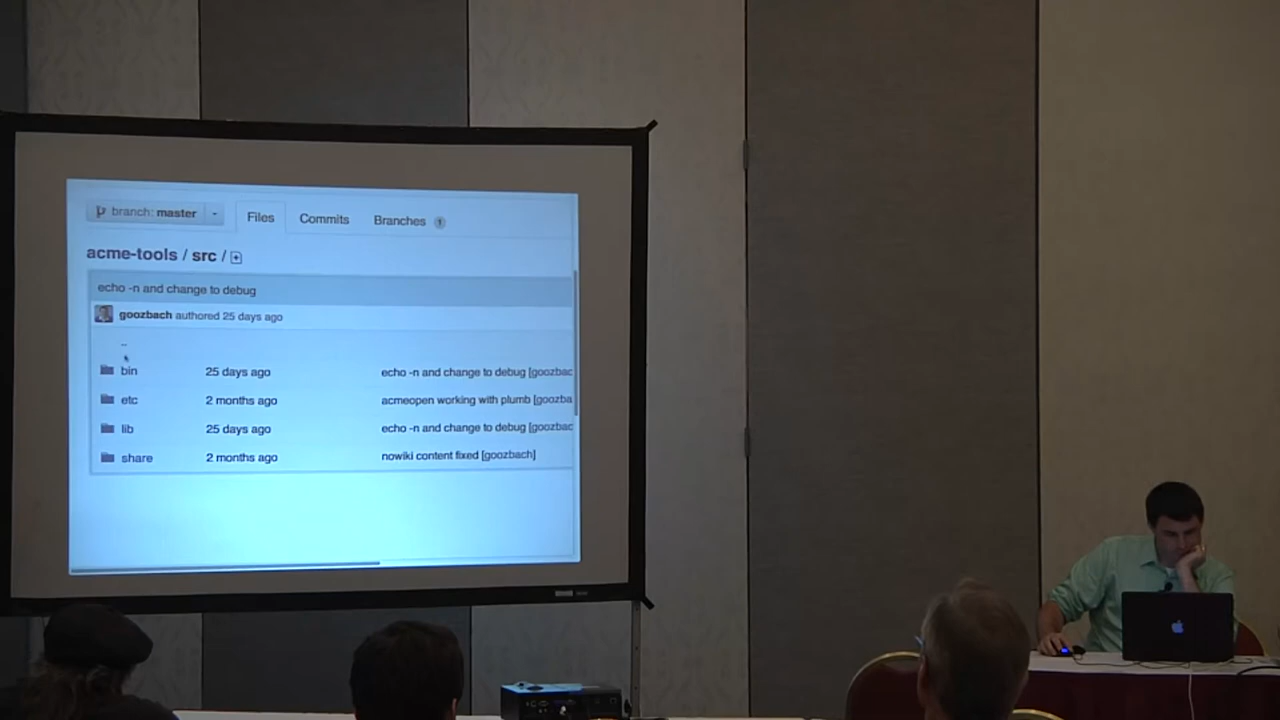 branch: master
Files
Commits
Branches 1
acme-tools / src /
echo -n and change to debug
goozbach authored 25 days ago
..
bin 25 days ago echo -n and change to debug [goozbac
etc 2 months ago acmeopen working with plumb [goozba
lib 25 days ago echo -n and change to debug [goozbac
share 2 months ago nowiki content fixed [goozbach]